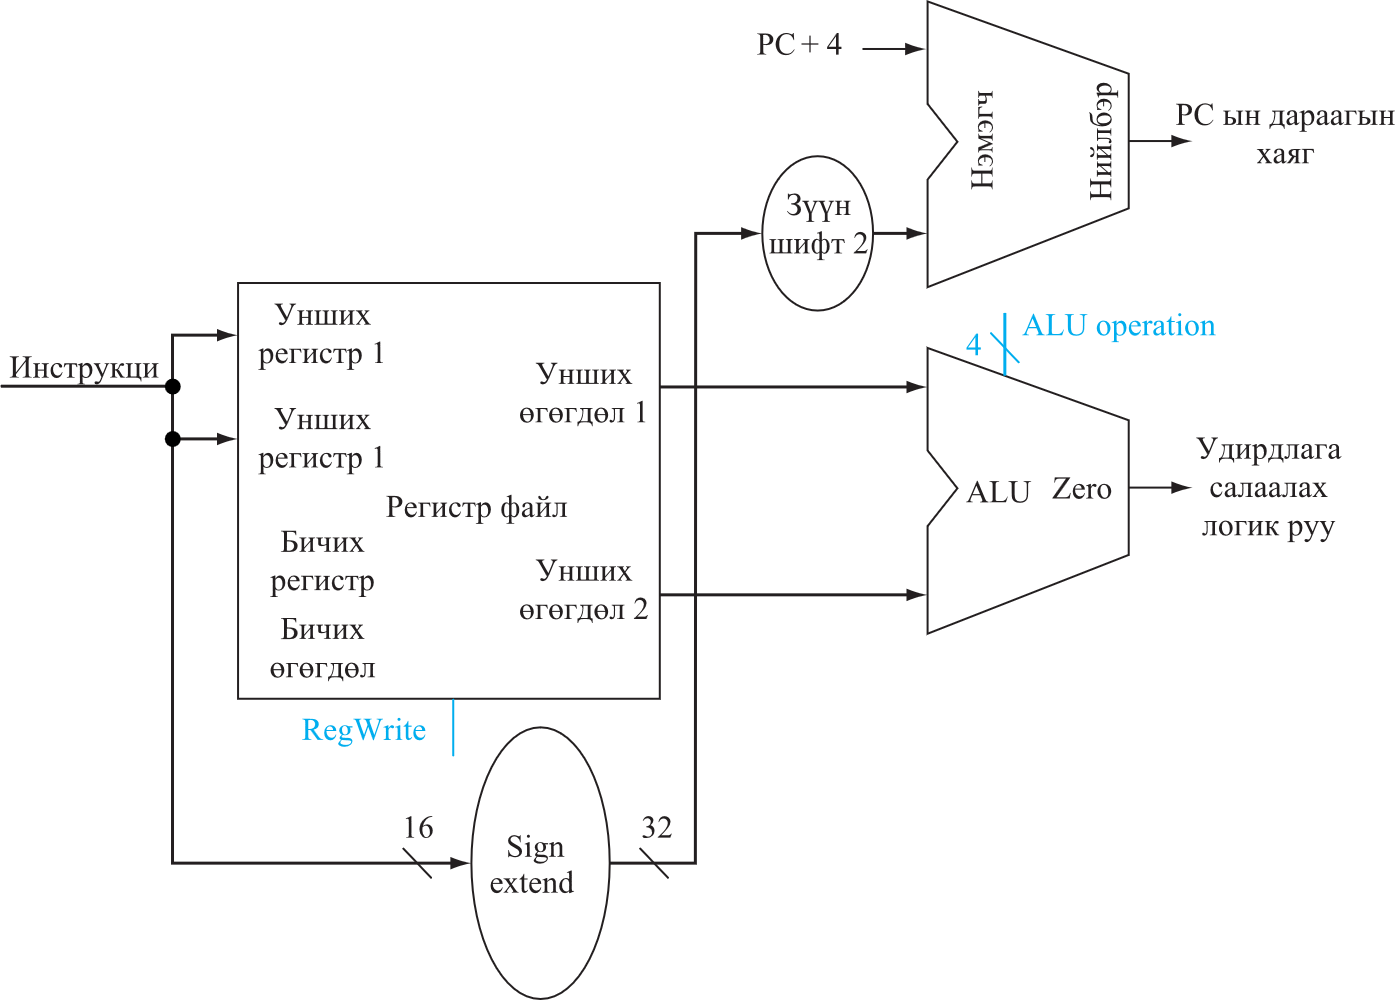 PC + 4
Нэмэгч
Нийлбэр
PC ын дараагын
хаяг
Зүүн
шифт 2
Инструкци
Унших
регистр 1
Унших
регистр 1
Унших
өгөгдөл 1
Регистр файл
Бичих
регистр
Бичих
өгөгдөл
Унших
өгөгдөл 2
RegWrite
4
ALU operation
ALU
Zero
Удирдлага
салаалах
логик руу
16
Sign
extend
32